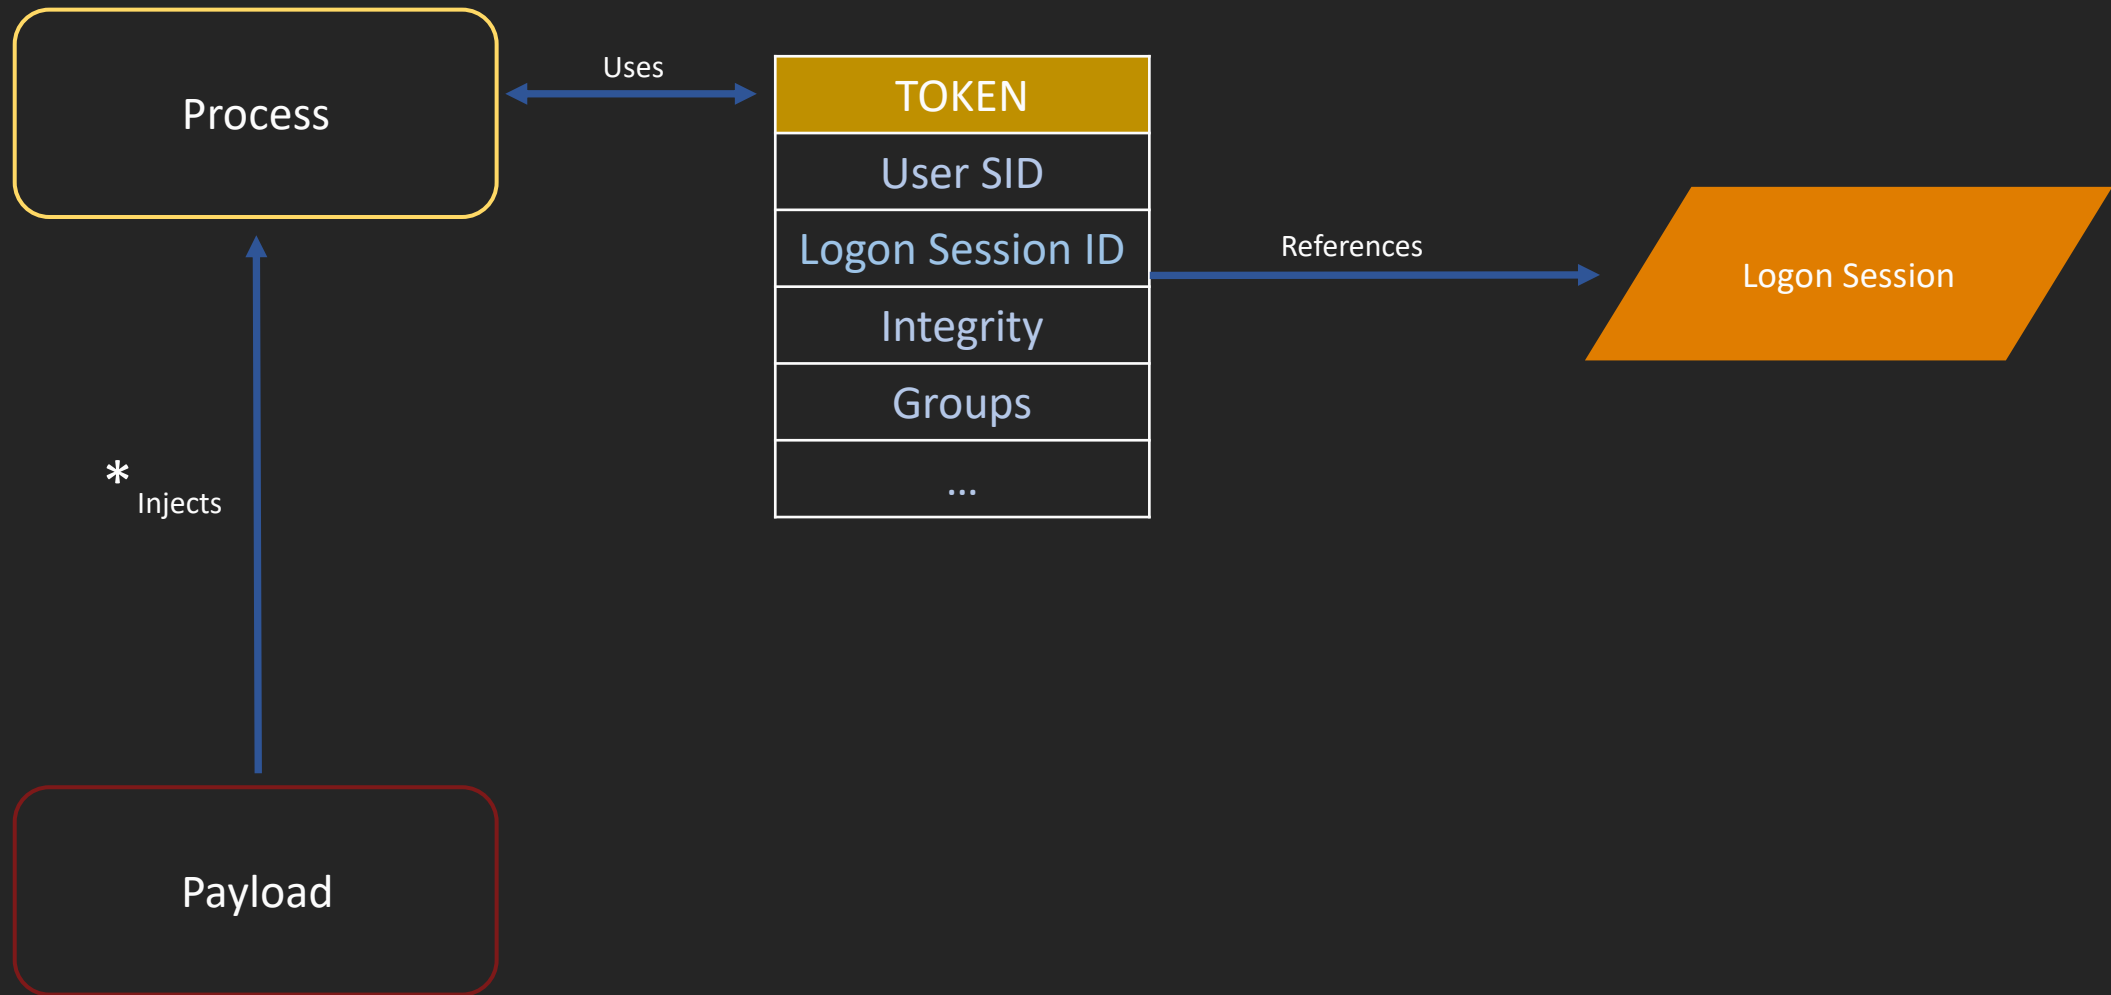 Process
Uses
TOKEN
User SID
Logon Session ID
Integrity
Groups
...
References
Logon Session
*
Injects
Payload